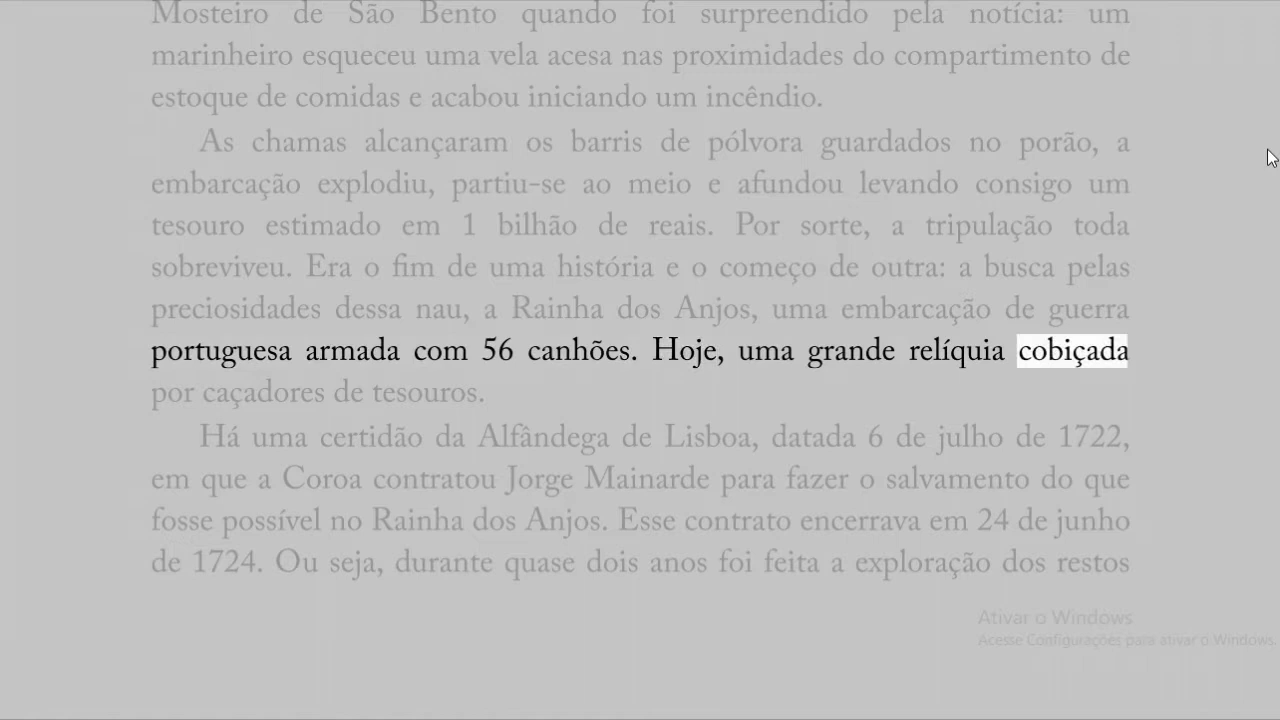 Mosteiro de São Bento quando foi surpreendido pela notícia: um
marinheiro esqueceu uma vela acesa nas proximidades do compartimento de
estoque de comidas e acabou iniciando um incêndio.
As chamas alcançaram os barris de pólvora guardados no porão, a
embarcação explodiu, partiu-se ao meio e afundou levando consigo um
tesouro estimado em 1 bilhão de reais. Por sorte, a tripulação toda
sobreviveu. Era o fim de uma história e o começo de outra: a busca pelas
preciosidades dessa nau, a Rainha dos Anjos, uma embarcação de guerra
portuguesa armada com 56 canhões. Hoje, uma grande relíquia cobiçada
por caçadores de tesouros.
Há uma certidão da Alfândega de Lisboa, datada 6 de julho de 1722,
em que a Coroa contratou Jorge Mainarde para fazer o salvamento do que
fosse possível no Rainha dos Anjos. Esse contrato encerrava em 24 de junho
de 1724. Ou seja, durante quase dois anos foi feita a exploração dos restos
Ativar o Windows
Acesse Configurações para ativar o Windows.